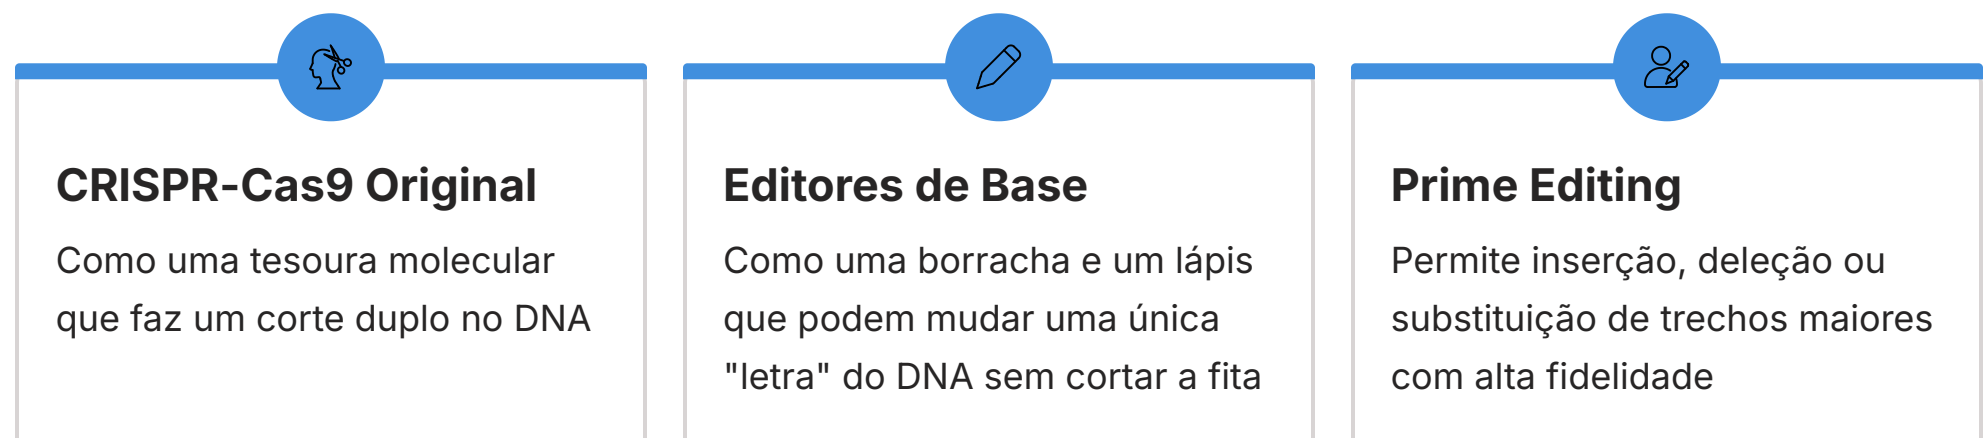 CRISPR-Cas9 Original
Como uma tesoura molecular
que faz um corte duplo no DNA
Editores de Base
Como uma borracha e um lápis
que podem mudar uma única
"letra" do DNA sem cortar a fita
Prime Editing
Permite inserção, deleção ou
substituição de trechos maiores
com alta fidelidade